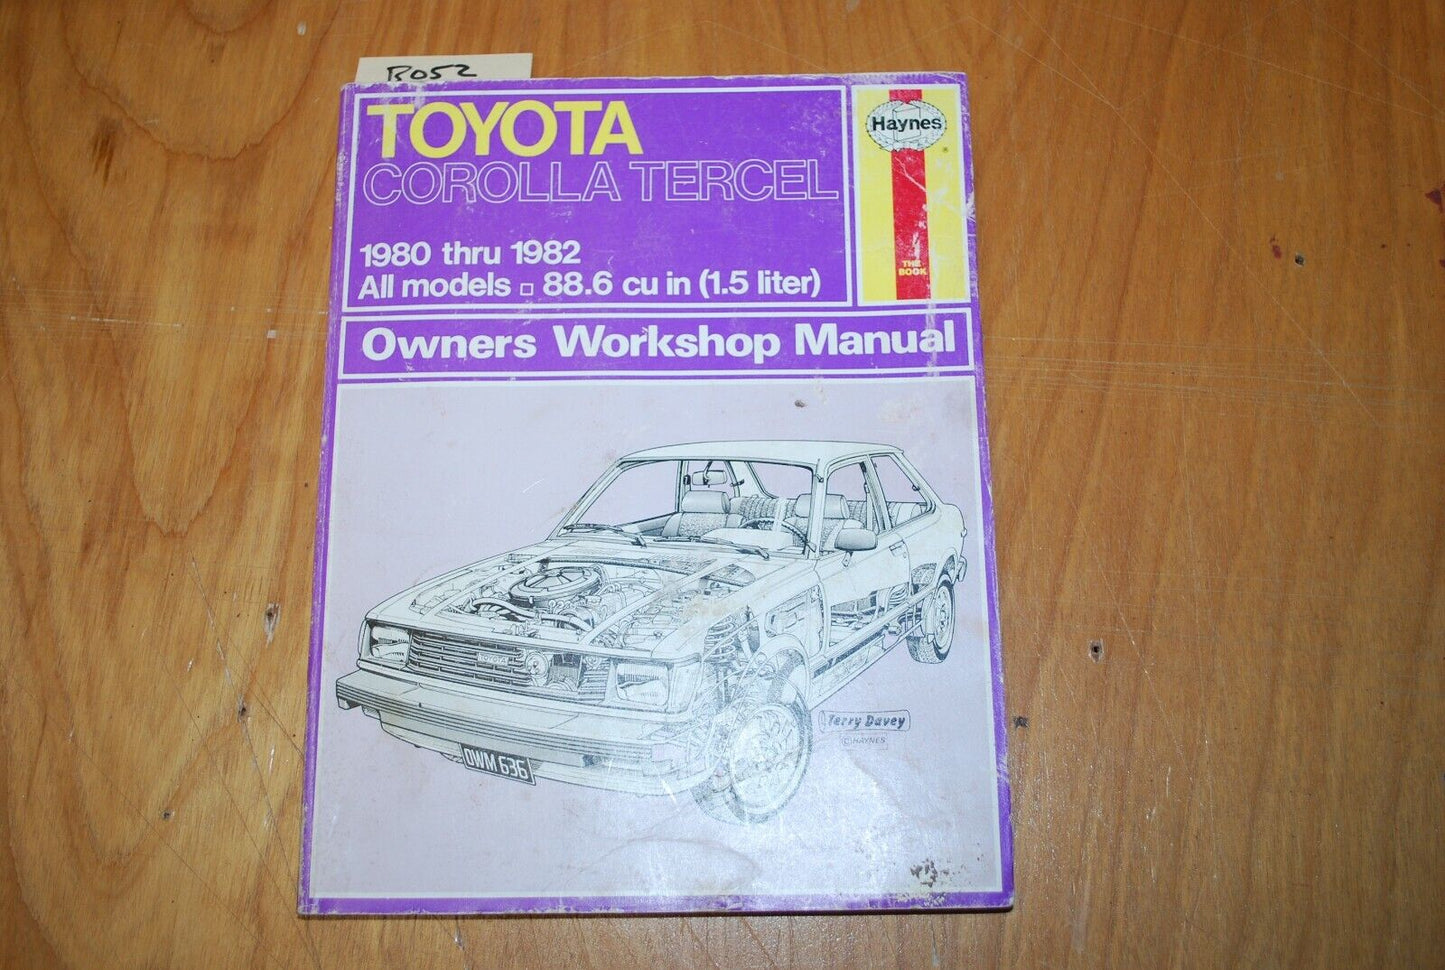 R052
TOYOTA
COROLLA TERCEL
1980 thru 1982
All models □ 88.6 cu in (1.5 liter)
Haynes
®
THE
BOOK
Owners Workshop Manual
TOYOTA
OWM 636
Terry Davey
© HAYNES